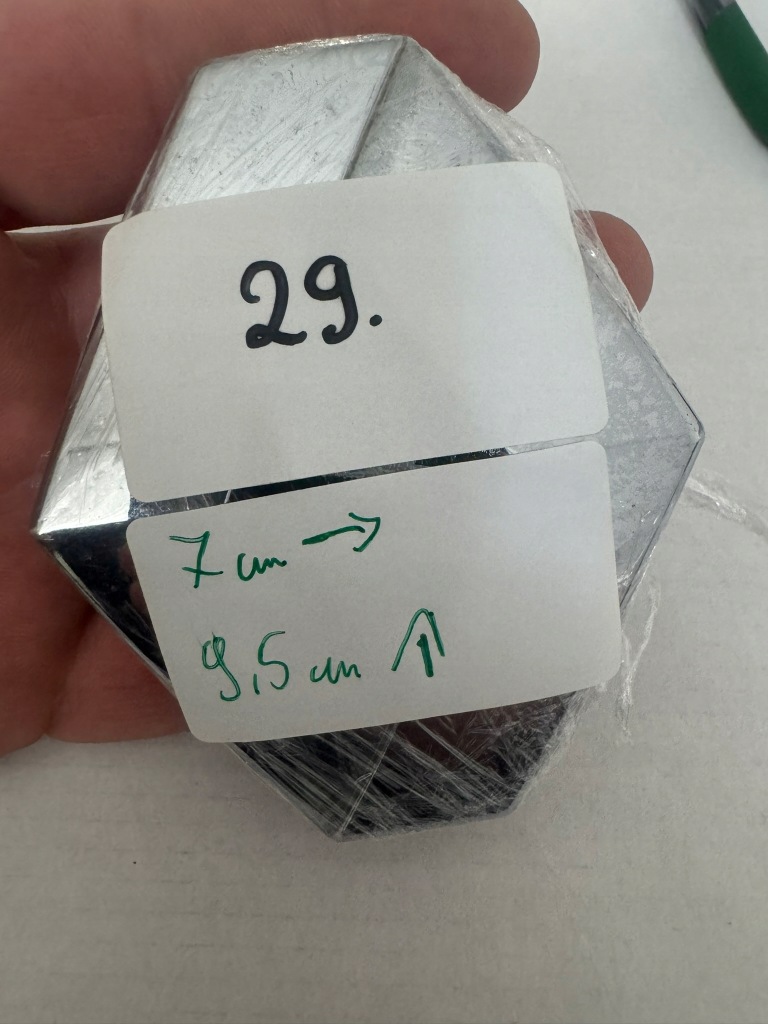 29.
7 cm →
9,5 cm ↑